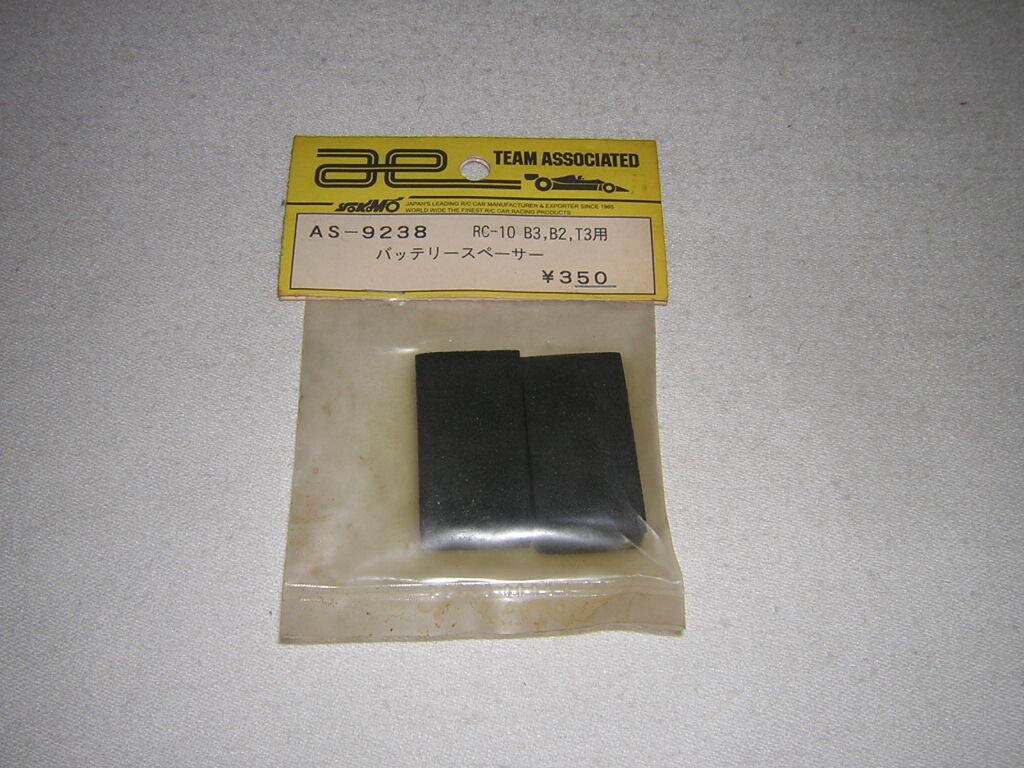 ae TEAM ASSOCIATED
YOKOMO JAPAN'S LEADING R/C CAR MANUFACTURER & EXPORTER SINCE 1965
WORLD WIDE THE FINEST R/C CAR RACING PRODUCTS
AS-9238 RC-10 B3,B2,T3用
バッテリースペーサー
¥350